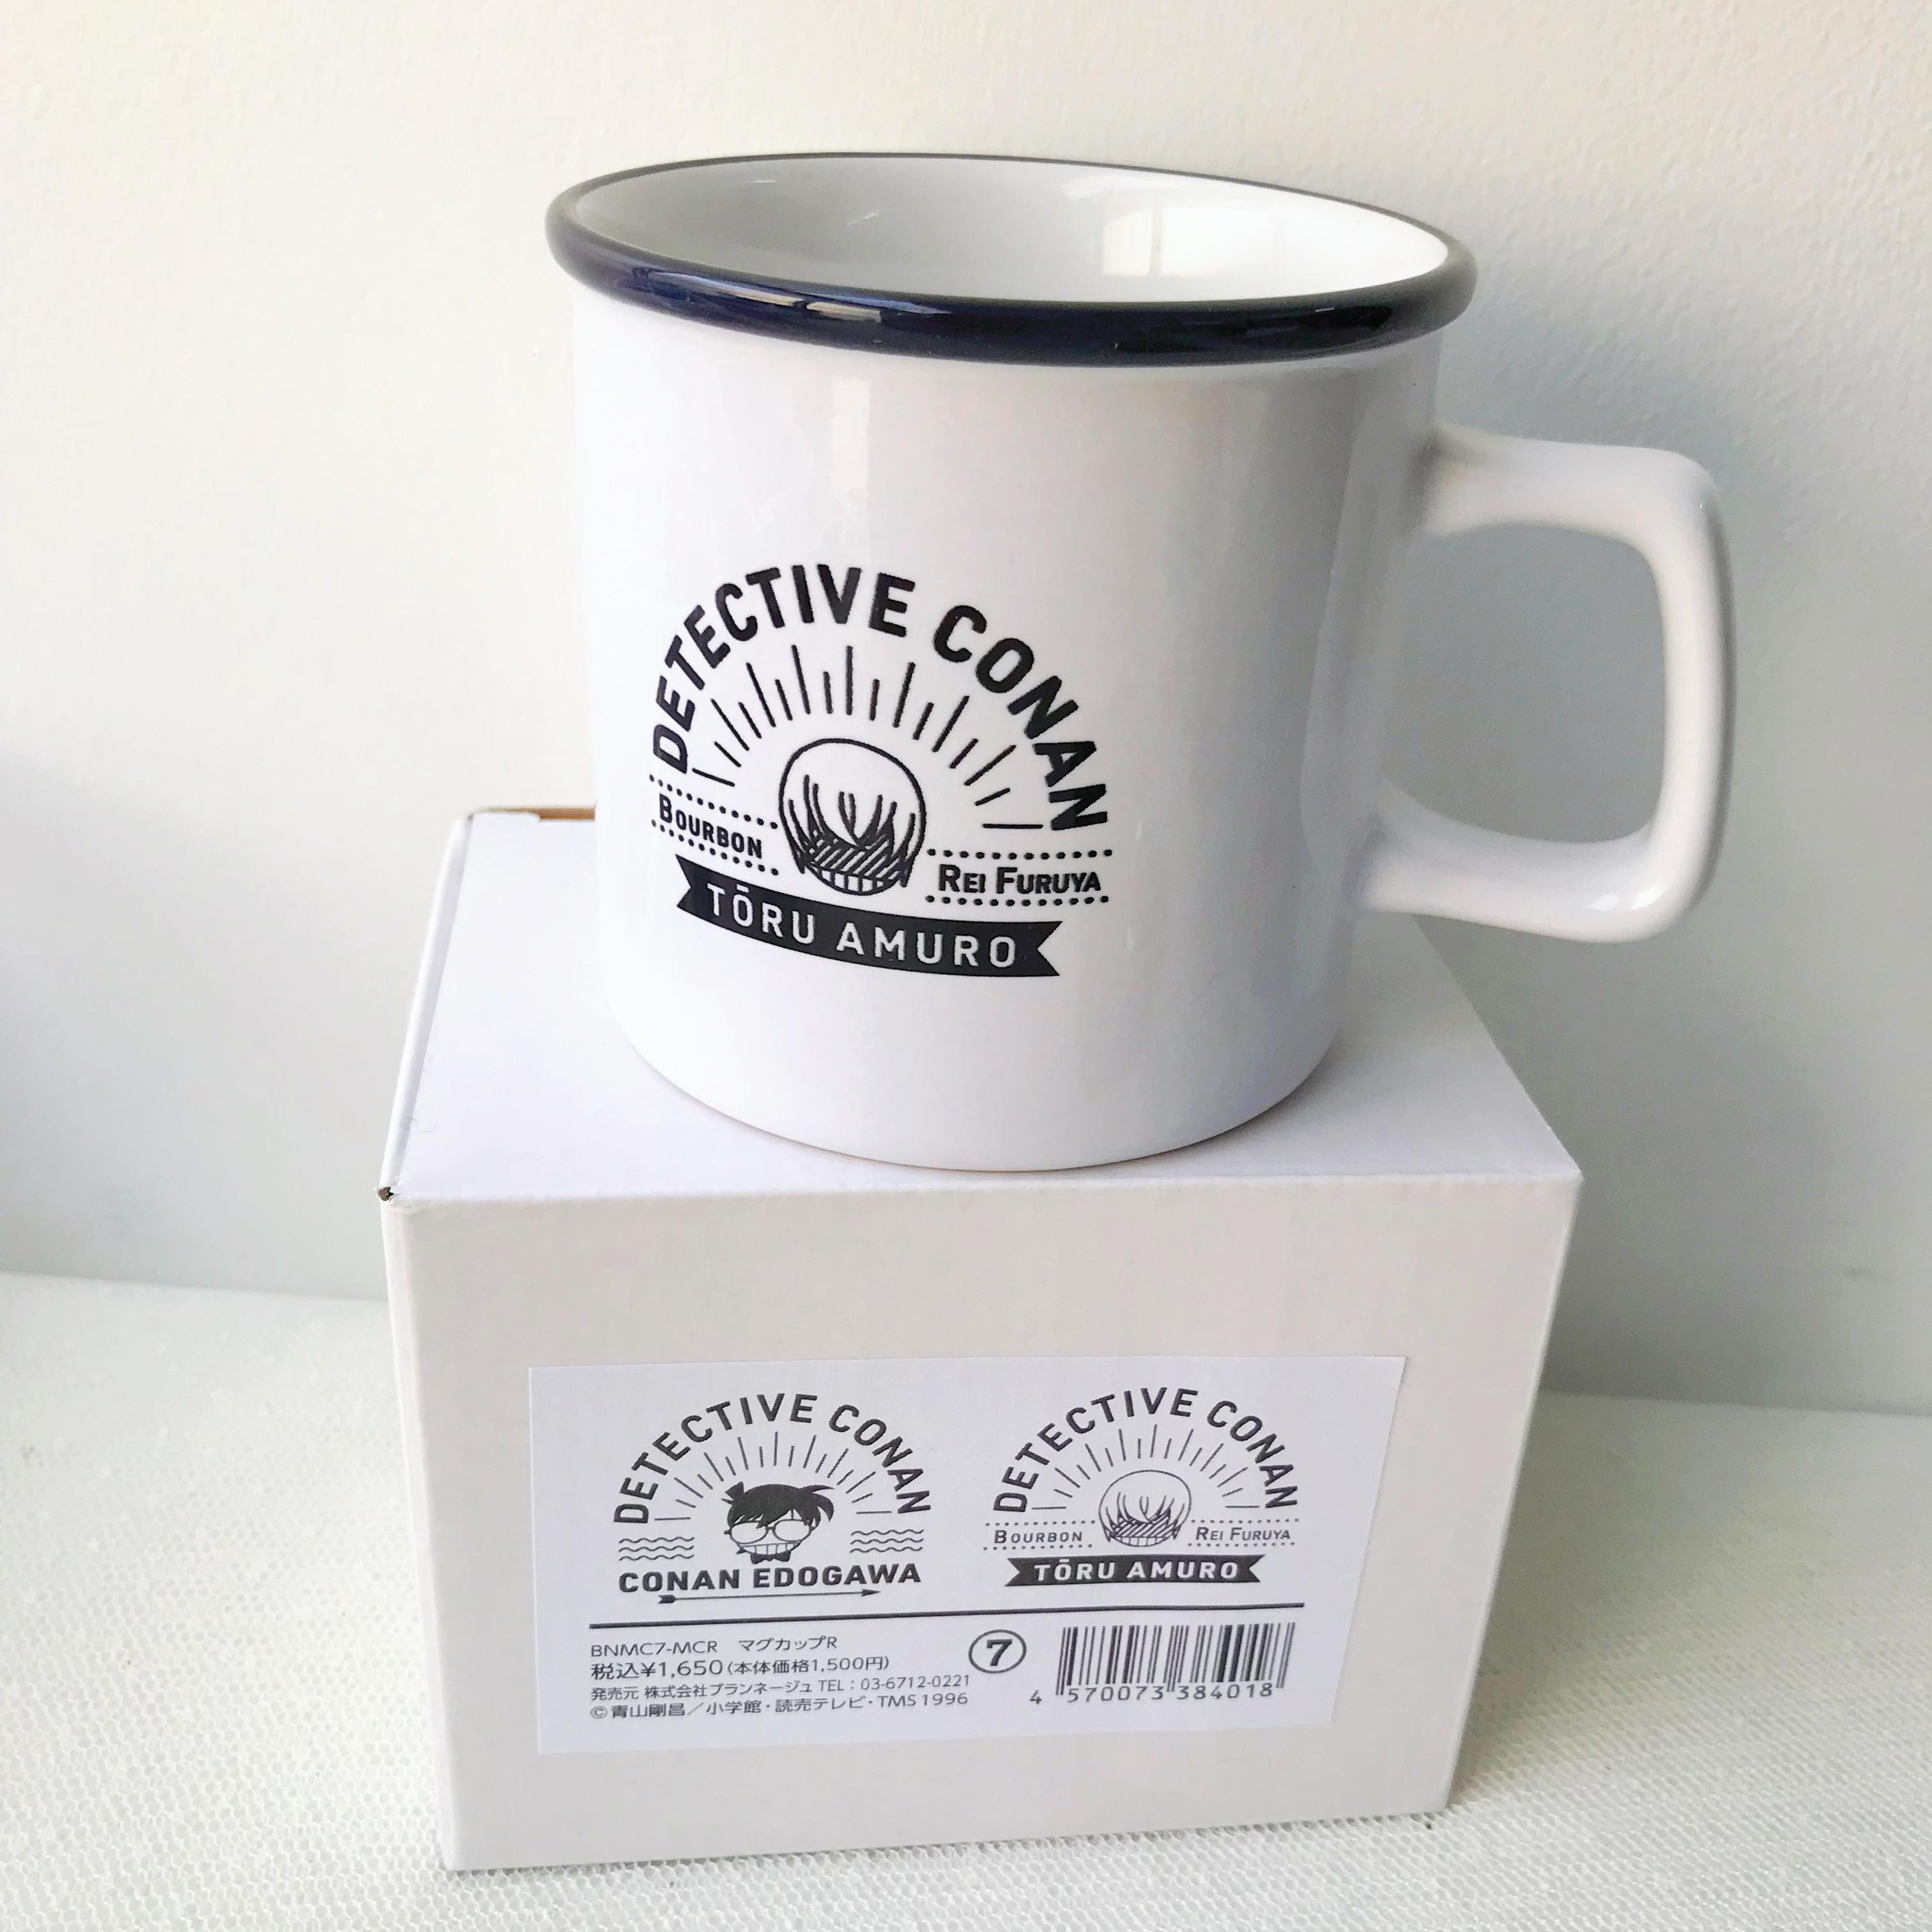 DETECTIVE CONAN
BOURBON
REI FURUYA
TŌRU AMURO
DETECTIVE CONAN
CONAN EDOGAWA
DETECTIVE CONAN
BOURBON
REI FURUYA
TŌRU AMURO
BNMC7-MCR マグカップR
税込¥1,650(本体価格1,500円)
発売元 株式会社プランネージュ TEL:03-6712-0221
©青山剛昌/小学館・読売テレビ・TMS 1996
⑦
4 570073 384018